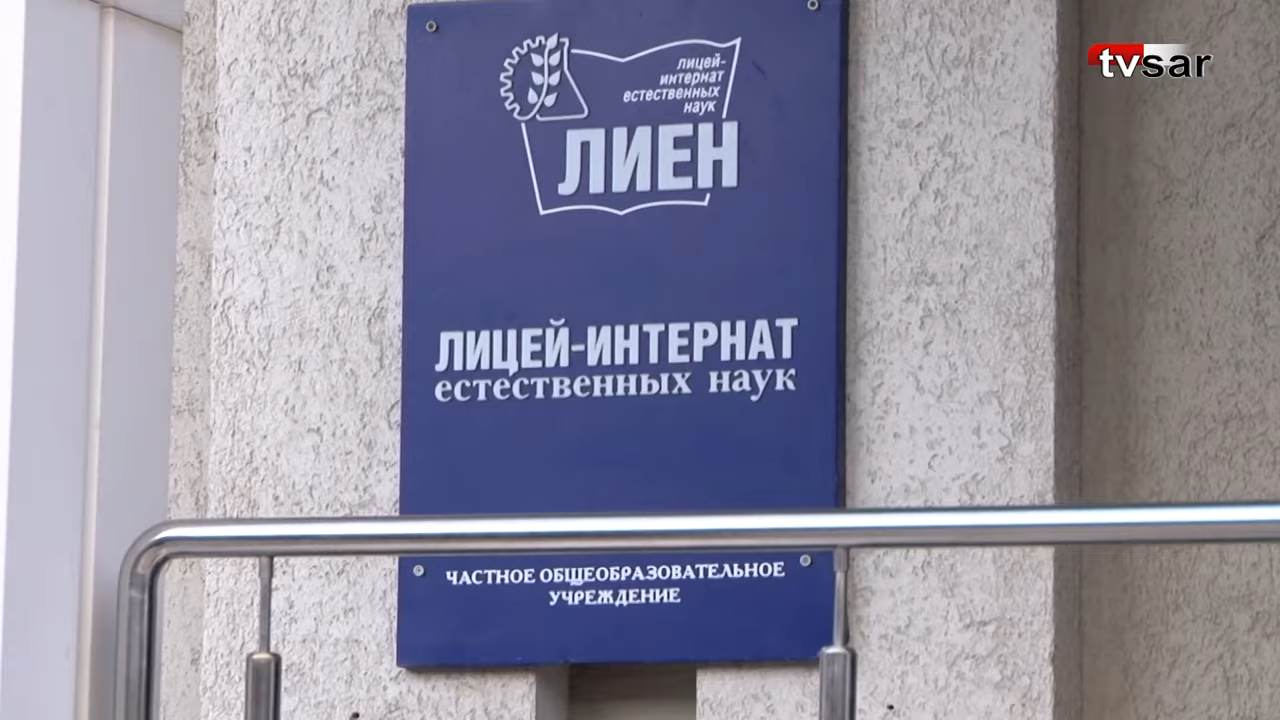 tvsar
лицей-
интернат
естественных
наук
ЛИЕН
ЛИЦЕЙ-ИНТЕРНАТ
естественных наук
ЧАСТНОЕ ОБЩЕОБРАЗОВАТЕЛЬНОЕ
УЧРЕЖДЕНИЕ